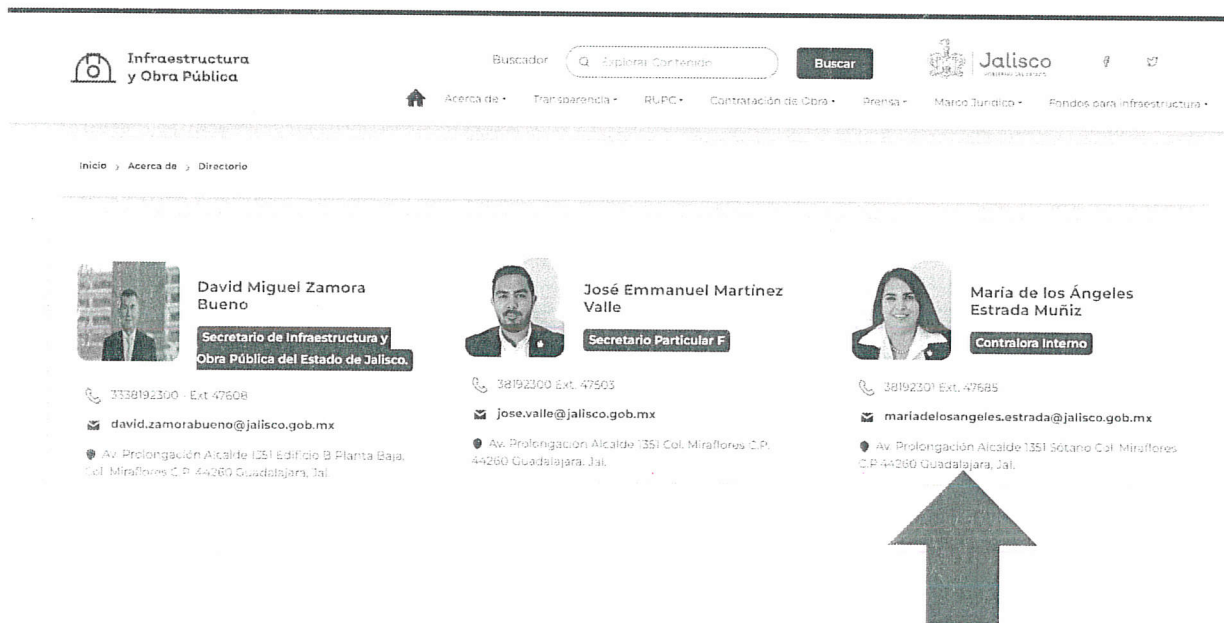 Infraestructura
y Obra Pública
Buscador
Explorar Contenido
Buscar
Jalisco
Acerca de
Transparencia
RUPC
Contratación de Obra
Prensa
Marco Jurídico
Fondos para infraestructura
Inicio > Acerca de > Directorio
David Miguel Zamora
Bueno
Secretario de Infraestructura y
Obra Pública del Estado de Jalisco.
3338192300 - Ext 47608
david.zamorabueno@jalisco.gob.mx
Av. Prolongación Alcalde 1351 Edificio B Planta Baja,
Col. Miraflores C.P. 44260 Guadalajara, Jal.
José Emmanuel Martínez
Valle
Secretario Particular F
38192300 Ext. 47503
jose.valle@jalisco.gob.mx
Av. Prolongación Alcalde 1351 Col. Miraflores C.P.
44260 Guadalajara, Jal.
María de los Ángeles
Estrada Muñiz
Contralora Interno
38192301 Ext. 47685
mariadelosangeles.estrada@jalisco.gob.mx
Av. Prolongación Alcalde 1351 Sótano Col. Miraflores
C.P. 44260 Guadalajara, Jal.